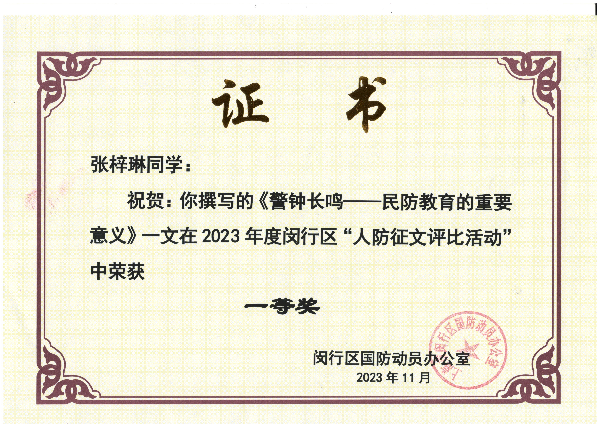 证 书
张梓琳同学：
祝贺：你撰写的《警钟长鸣——民防教育的重要
意义》一文在 2023 年度闵行区“人防征文评比活动”
中荣获
一等奖
闵行区国防动员办公室
2023 年 11 月
上海市闵行区国防动员办公室